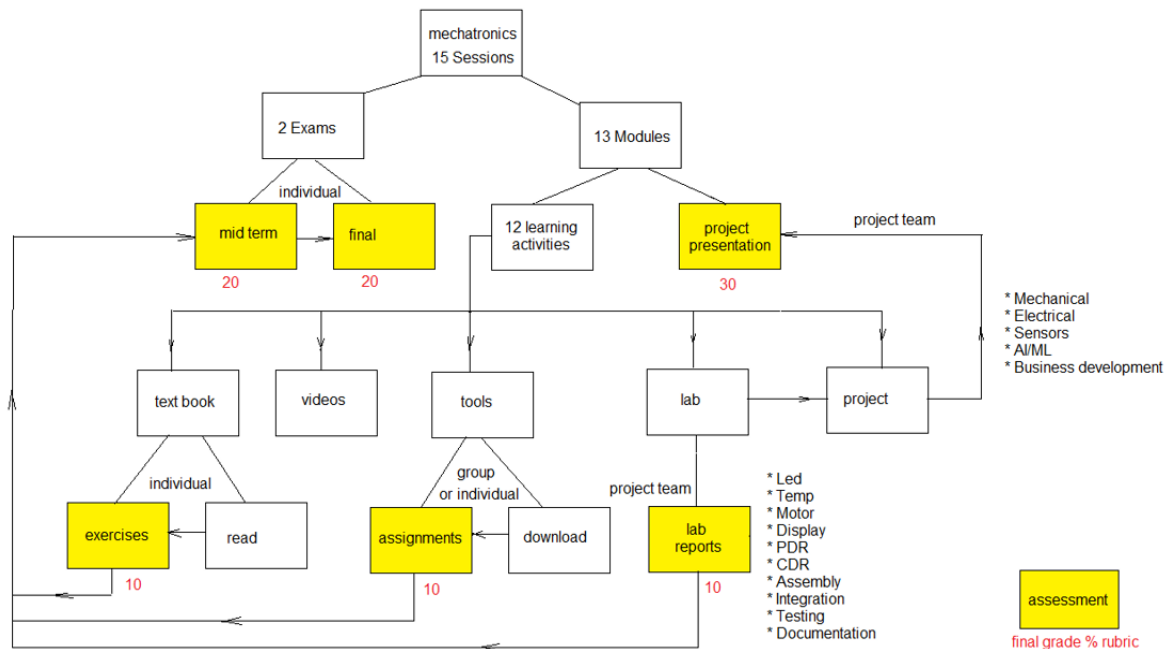 mechatronics
15 Sessions
2 Exams
13 Modules
individual
mid term
final
12 learning
activities
project
presentation
project team
20
20
30
* Mechanical
* Electrical
* Sensors
* AI/ML
* Business development
text book
videos
tools
lab
project
individual
group
or individual
project team
* Led
* Temp
* Motor
* Display
* PDR
* CDR
* Assembly
* Integration
* Testing
* Documentation
exercises
read
assignments
download
lab
reports
10
10
10
assessment
final grade % rubric